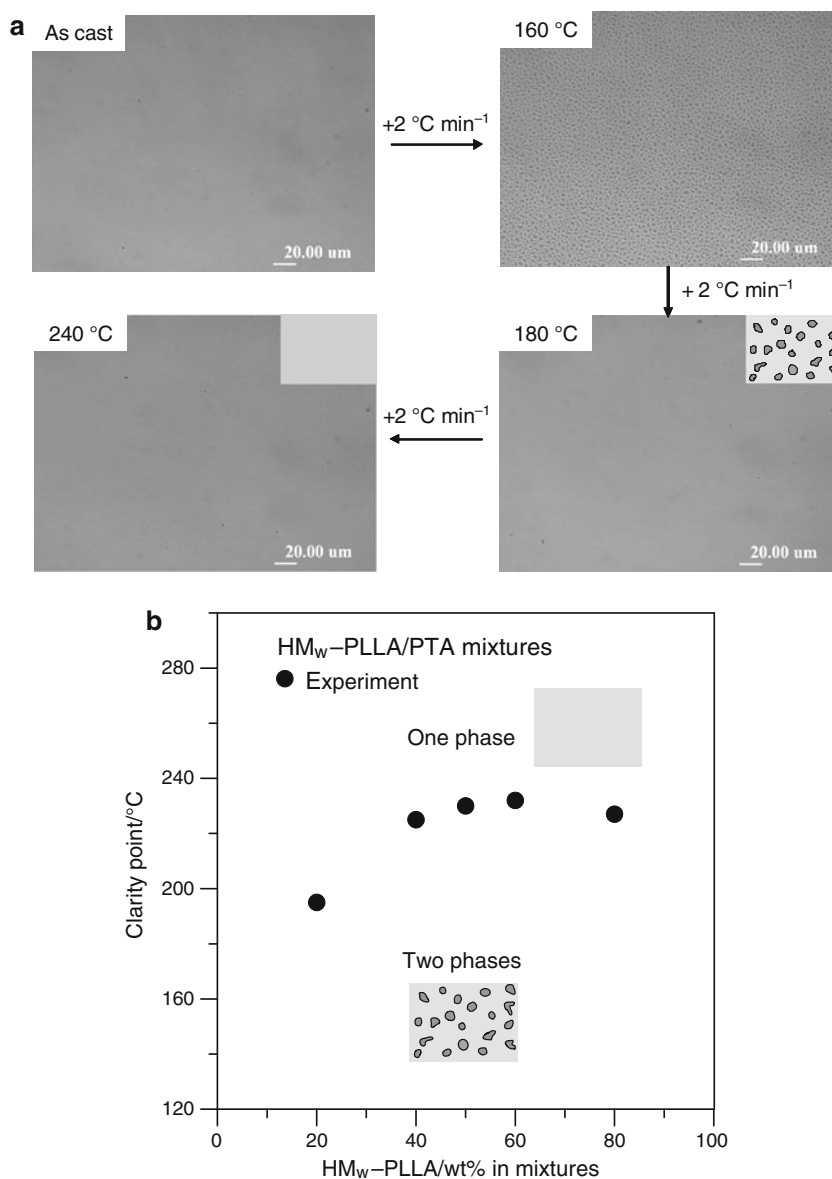 a
As cast
20.00 um
+2 °C min⁻¹
160 °C
20.00 um
+ 2 °C min⁻¹
180 °C
20.00 um
+2 °C min⁻¹
240 °C
20.00 um
b
HMw–PLLA/PTA mixtures
Experiment
One phase
Two phases
Clarity point/°C
280
240
200
160
120
0 20 40 60 80 100
HMw–PLLA/wt% in mixtures